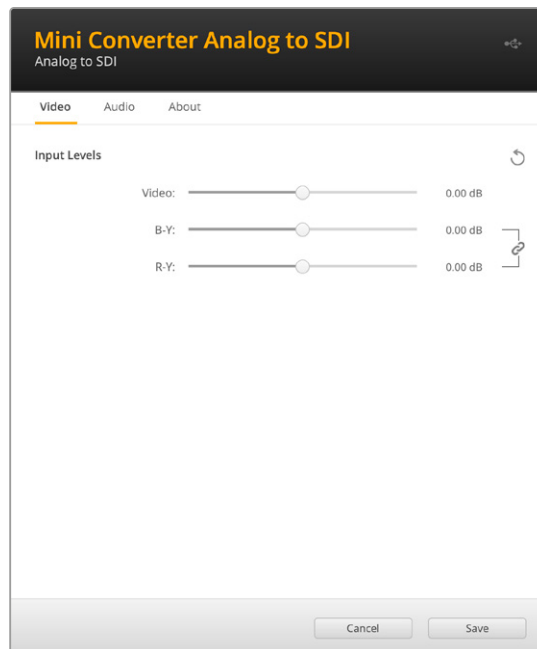 Mini Converter Analog to SDI
Analog to SDI
Video Audio About
Input Levels
Video: 0.00 dB
B-Y: 0.00 dB
R-Y: 0.00 dB
Cancel Save